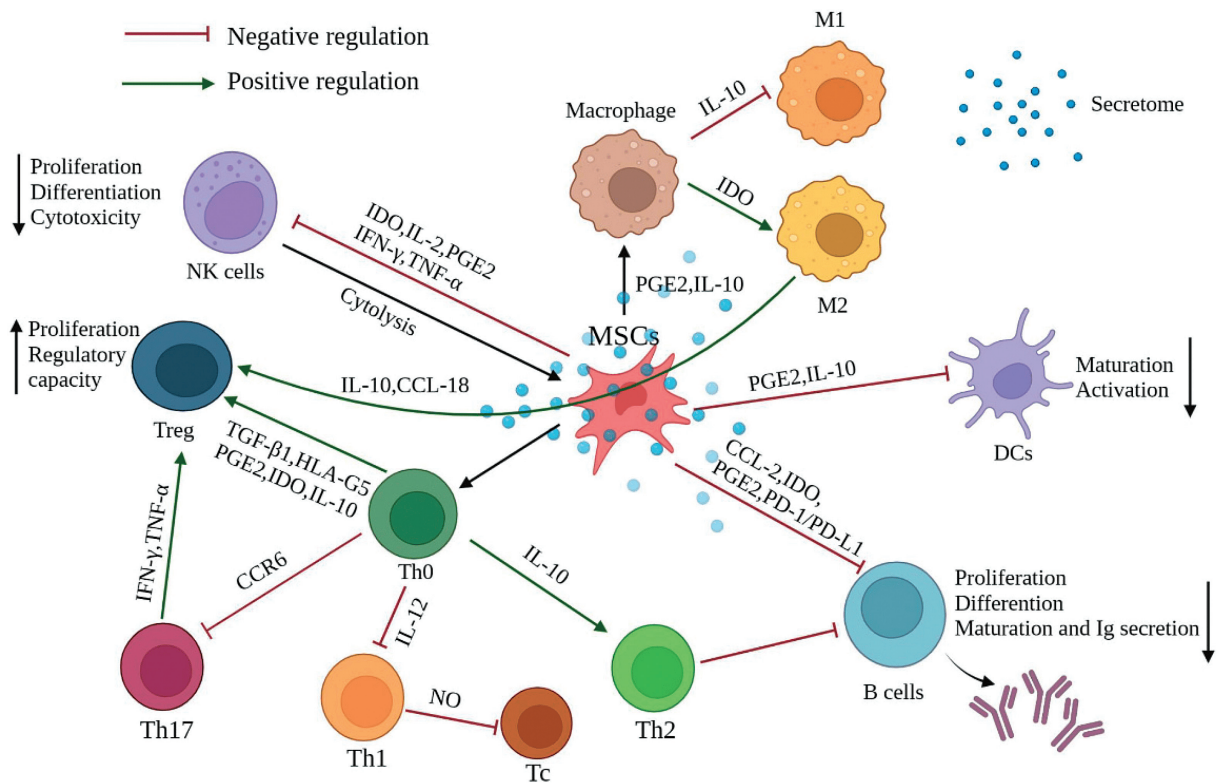 Negative regulation
Positive regulation
M1
Macrophage
IL-10
Secretome
Proliferation
Differentiation
Cytotoxicity
NK cells
IDO,IL-2,PGE2
IFN-γ,TNF-α
IDO
M2
Cytolysis
PGE2,IL-10
MSCs
Proliferation
Regulatory
capacity
Treg
IL-10,CCL-18
PGE2,IL-10
Maturation
Activation
DCs
TGF-β1,HLA-G5
PGE2,IDO,IL-10
CCL-2,IDO,
PGE2,PD-1/PD-L1
IFN-γ,TNF-α
CCR6
Th0
IL-12
IL-10
Proliferation
Differention
Maturation and Ig secretion
B cells
Th17
Th1
NO
Tc
Th2